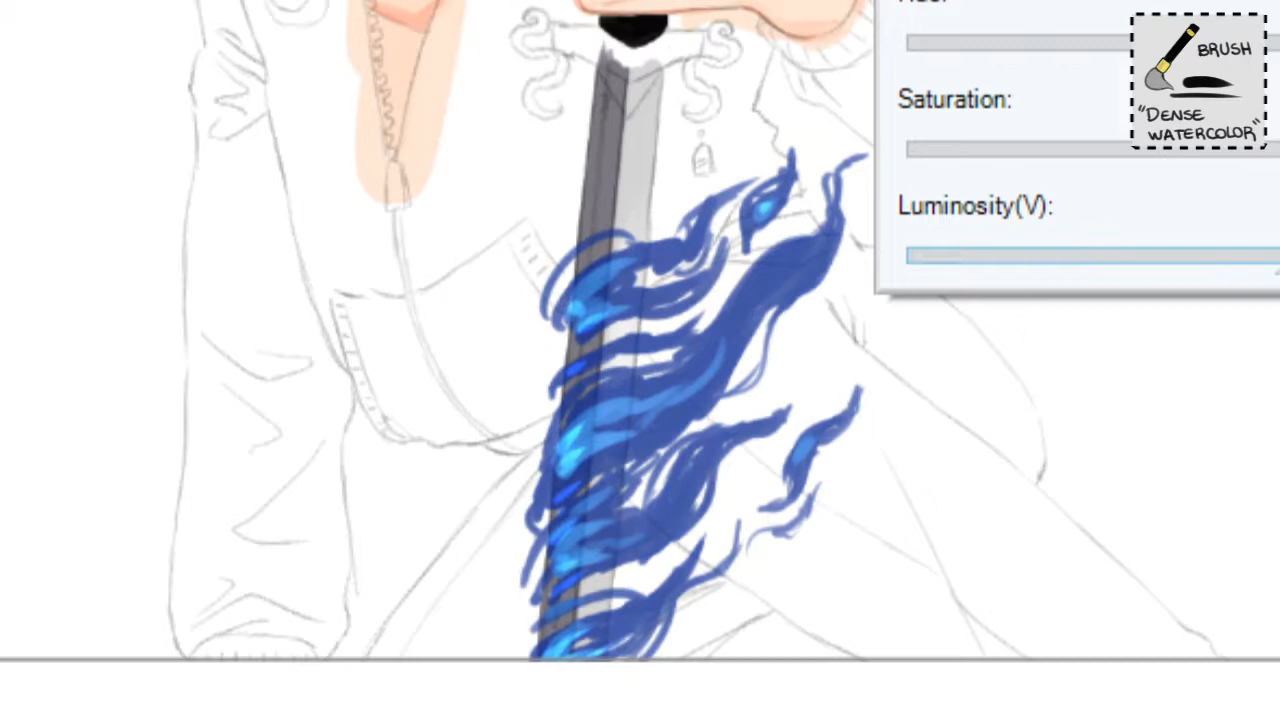 Saturation:
Luminosity(V):
BRUSH
"DENSE
WATERCOLOR"